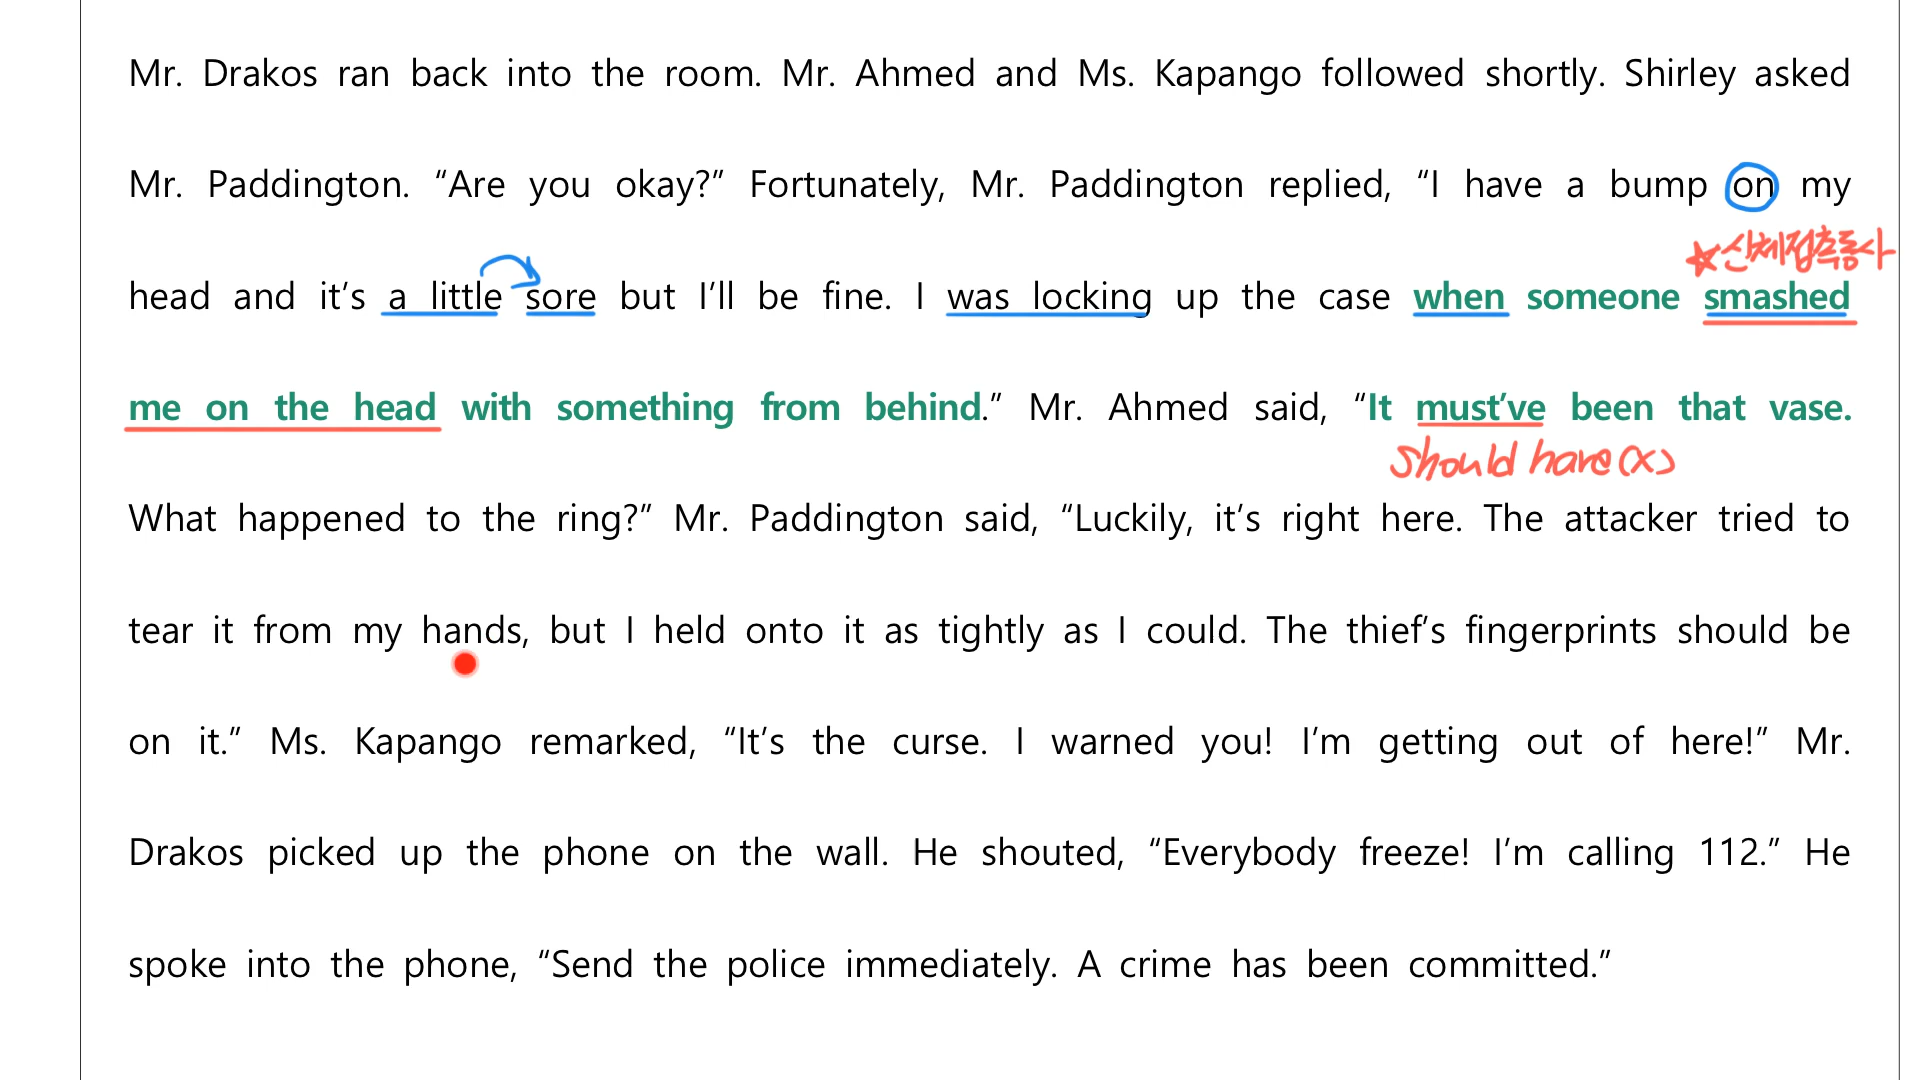 Mr. Drakos ran back into the room. Mr. Ahmed and Ms. Kapango followed shortly. Shirley asked
Mr. Paddington. “Are you okay?” Fortunately, Mr. Paddington replied, “I have a bump on my
★신체접촉동사
head and it’s a little sore but I’ll be fine. I was locking up the case when someone smashed
me on the head with something from behind.” Mr. Ahmed said, “It must’ve been that vase.
should have(x)
What happened to the ring?” Mr. Paddington said, “Luckily, it’s right here. The attacker tried to
tear it from my hands, but I held onto it as tightly as I could. The thief’s fingerprints should be
on it.” Ms. Kapango remarked, “It’s the curse. I warned you! I’m getting out of here!” Mr.
Drakos picked up the phone on the wall. He shouted, “Everybody freeze! I’m calling 112.” He
spoke into the phone, “Send the police immediately. A crime has been committed.”